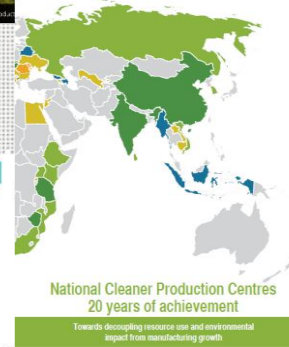 National Cleaner Production Centres
20 years of achievement
Towards decoupling resource use and environmental
impact from manufacturing growth